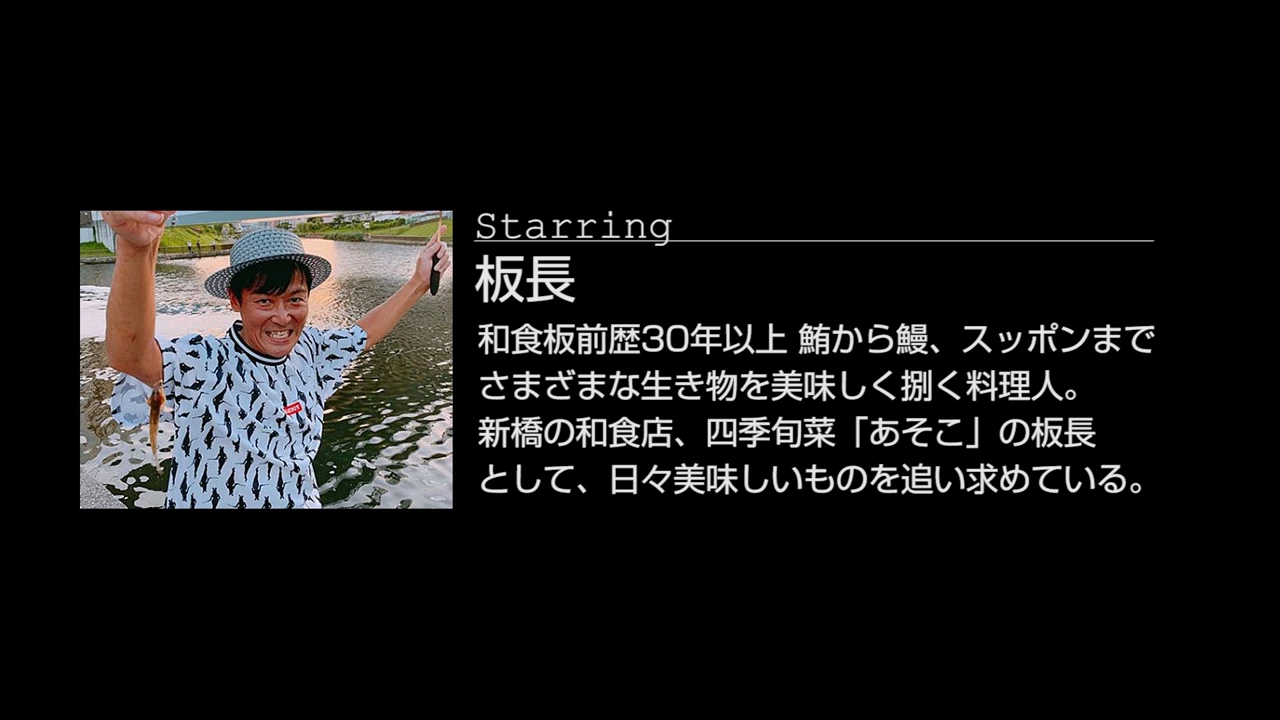 Starring
板長
和食板前歴30年以上 鮪から鰻、スッポンまで
さまざまな生き物を美味しく捌く料理人。
新橋の和食店、四季旬菜「あそこ」の板長
として、日々美味しいものを追い求めている。